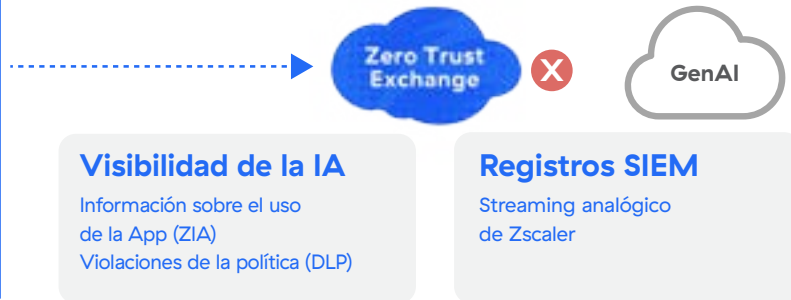 Zero Trust
Exchange
X
GenAI
Visibilidad de la IA
Información sobre el uso
de la App (ZIA)
Violaciones de la política (DLP)
Registros SIEM
Streaming analógico
de Zscaler